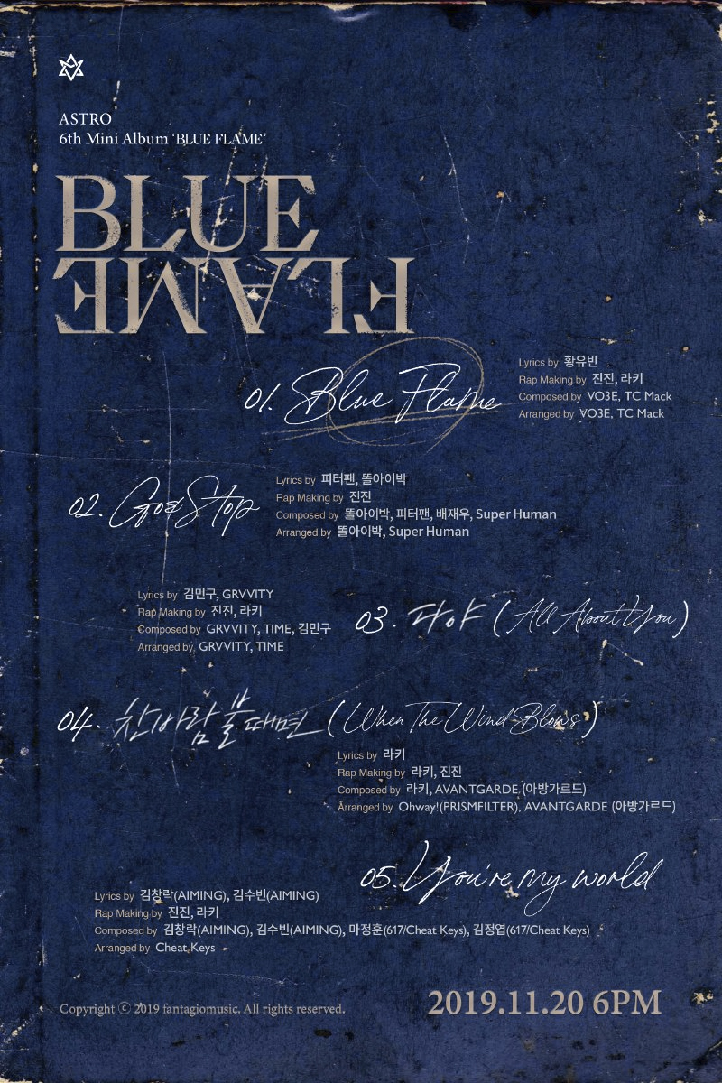 ASTRO
6th Mini Album 'BLUE FLAME'
BLUE
FLAME
01. Blue Flame
Lyrics by 황유빈
Rap Making by 진진, 라키
Composed by VO3E, TC Mack
Arranged by VO3E, TC Mack
02. Go&Stop
Lyrics by 피터팬, 똘아이박
Rap Making by 진진
Composed by 똘아이박, 피터팬, 배재우, Super Human
Arranged by 똘아이박, Super Human
03. 다야 (All About You)
Lyrics by 김민구, GRVVITY
Rap Making by 진진, 라키
Composed by GRVVITY, TIME, 김민구
Arranged by GRVVITY, TIME
04. 찬바람 불 때면 (When The Wind Blows)
Lyrics by 라키
Rap Making by 라키, 진진
Composed by 라키, AVANTGARDE (아방가르드)
Arranged by Ohway!(PRISMFILTER), AVANTGARDE (아방가르드)
05. You're my world
Lyrics by 김창락(AIMING), 김수빈(AIMING)
Rap Making by 진진, 라키
Composed by 김창락(AIMING), 김수빈(AIMING), 마정훈(617/Cheat Keys), 김정엽(617/Cheat Keys)
Arranged by Cheat Keys
Copyright ⓒ 2019 fantagiomusic. All rights reserved.
2019.11.20 6PM